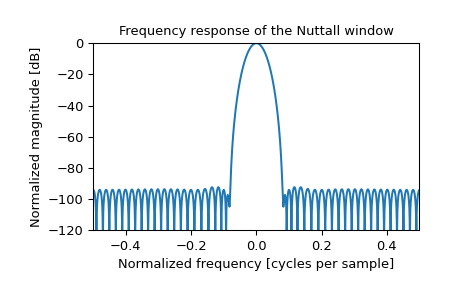 Frequency response of the Nuttall window
Normalized magnitude [dB]
0
−20
−40
−60
−80
−100
−120
−0.4 −0.2 0.0 0.2 0.4
Normalized frequency [cycles per sample]